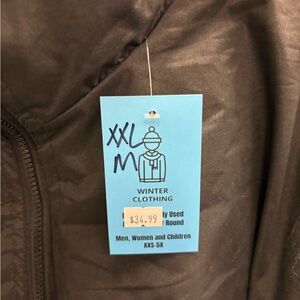 XXL
M
WINTER
CLOTHING
ly Used
$34.99
Round
Men, Women and Children
XXS-5X